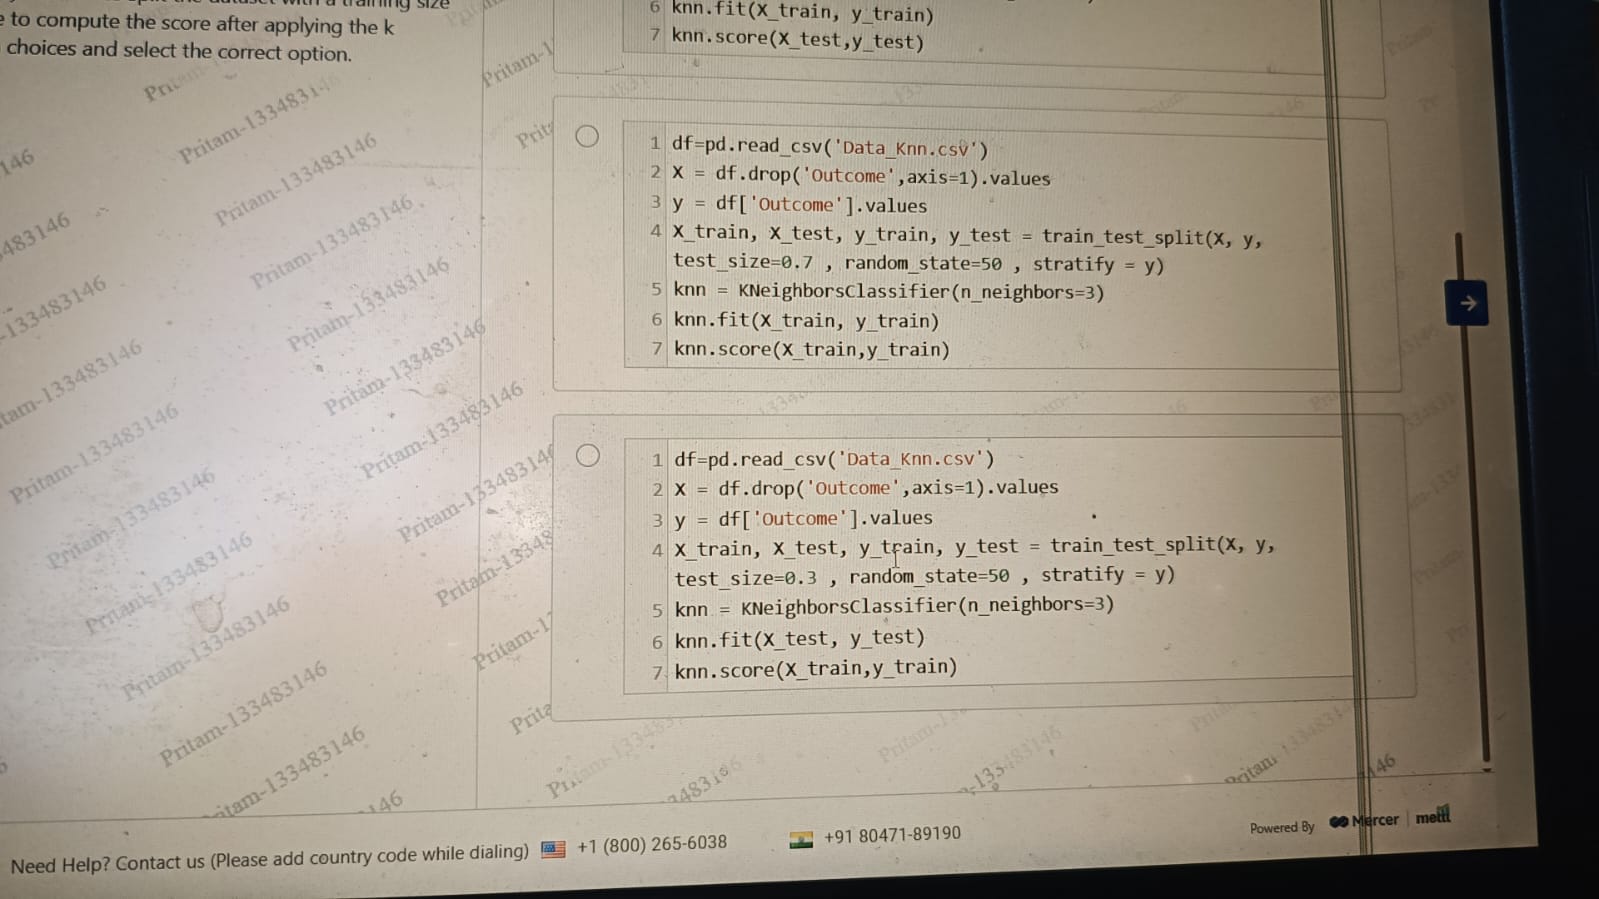 to compute the score after applying the k
choices and select the correct option.
6 knn.fit(X_train, y_train)
7 knn.score(X_test,y_test)
1 df=pd.read_csv('Data_Knn.csv')
2 X = df.drop('Outcome',axis=1).values
3 y = df['Outcome'].values
4 X_train, X_test, y_train, y_test = train_test_split(X, y,
test_size=0.7 , random_state=50 , stratify = y)
5 knn = KNeighborsClassifier(n_neighbors=3)
6 knn.fit(X_train, y_train)
7 knn.score(X_train,y_train)
1 df=pd.read_csv('Data_Knn.csv')
2 X = df.drop('Outcome',axis=1).values
3 y = df['Outcome'].values
4 X_train, X_test, y_train, y_test = train_test_split(X, y,
test_size=0.3 , random_state=50 , stratify = y)
5 knn = KNeighborsClassifier(n_neighbors=3)
6 knn.fit(X_test, y_test)
7 knn.score(X_train,y_train)
Pritam-133483146
Need Help? Contact us (Please add country code while dialing) +1 (800) 265-6038 +91 80471-89190
Powered By Mercer | mettl